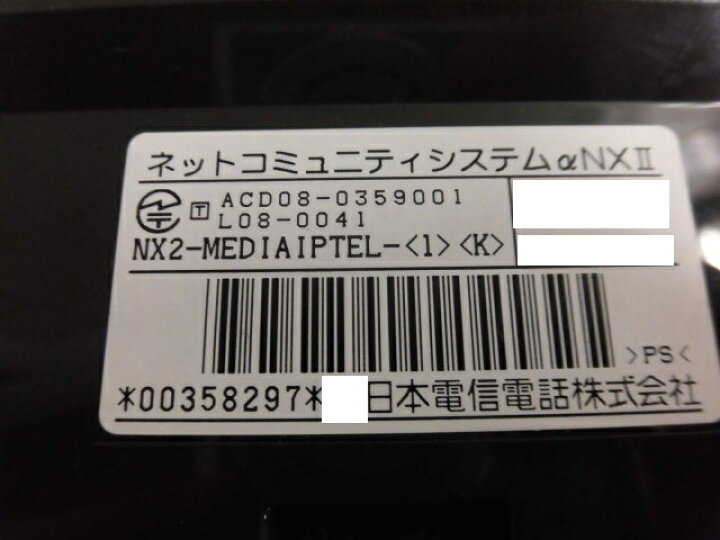 ネットコミュニティシステムαNXⅡ
T ACD08-0359001
L08-0041
NX2-MEDIAIPTEL-<1><K>
>PS<
*00358297* 日本電信電話株式会社